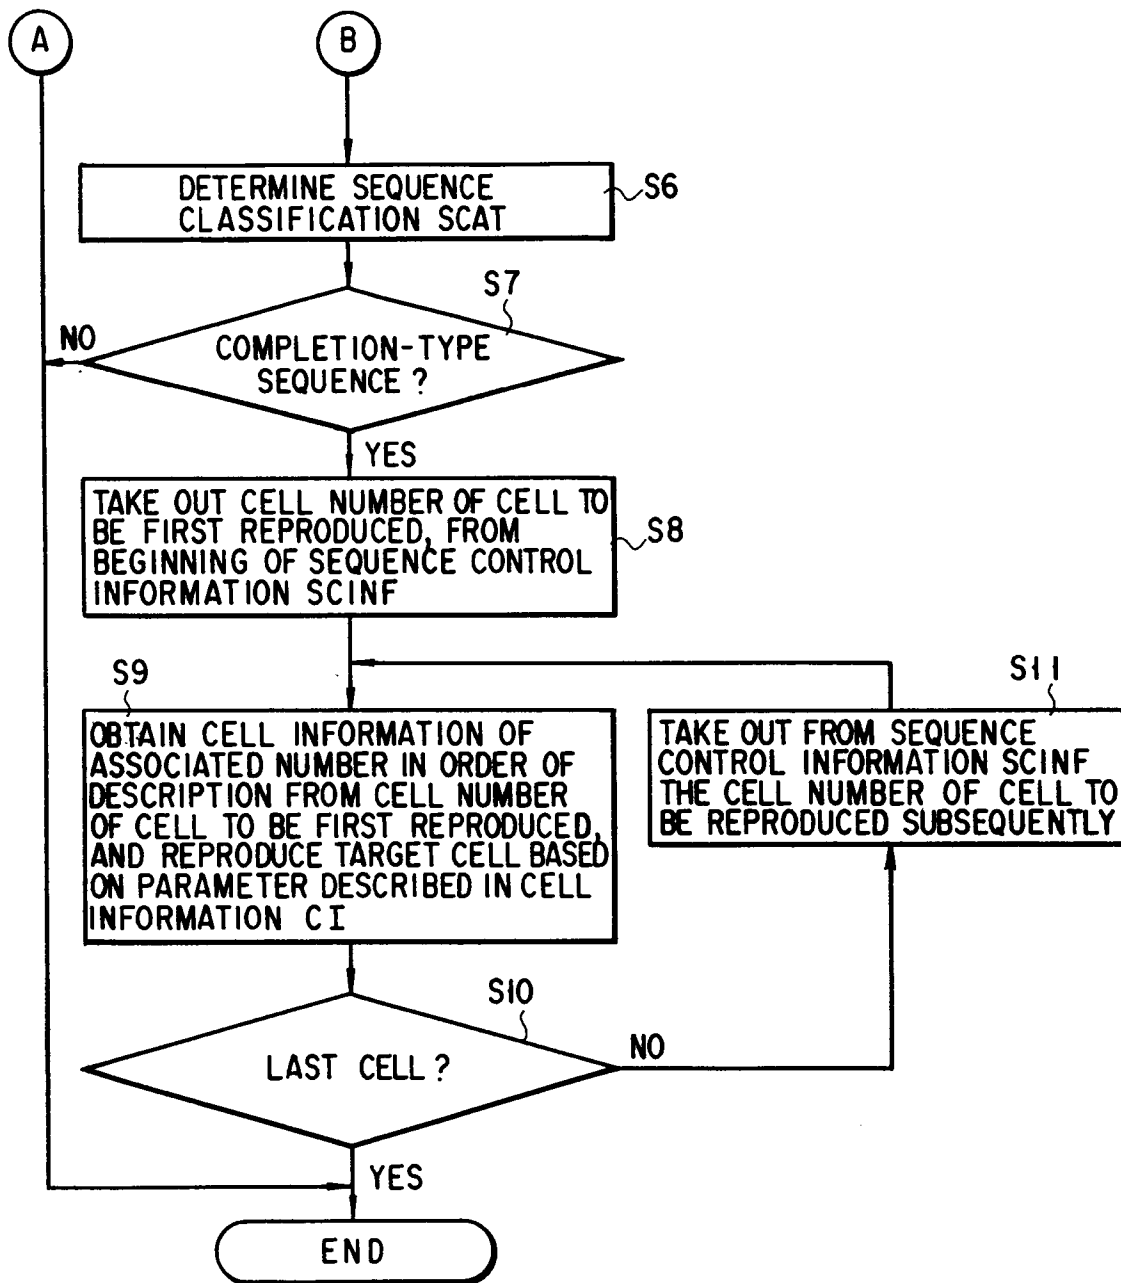 A
B
DETERMINE SEQUENCE
CLASSIFICATION SCAT
S6
S7
NO
COMPLETION-TYPE
SEQUENCE?
YES
TAKE OUT CELL NUMBER OF CELL TO
BE FIRST REPRODUCED, FROM
BEGINNING OF SEQUENCE CONTROL
INFORMATION SCINF
S8
S9
OBTAIN CELL INFORMATION OF
ASSOCIATED NUMBER IN ORDER OF
DESCRIPTION FROM CELL NUMBER
OF CELL TO BE FIRST REPRODUCED,
AND REPRODUCE TARGET CELL BASED
ON PARAMETER DESCRIBED IN CELL
INFORMATION CI
S11
TAKE OUT FROM SEQUENCE
CONTROL INFORMATION SCINF
THE CELL NUMBER OF CELL TO
BE REPRODUCED SUBSEQUENTLY
S10
LAST CELL?
NO
YES
END